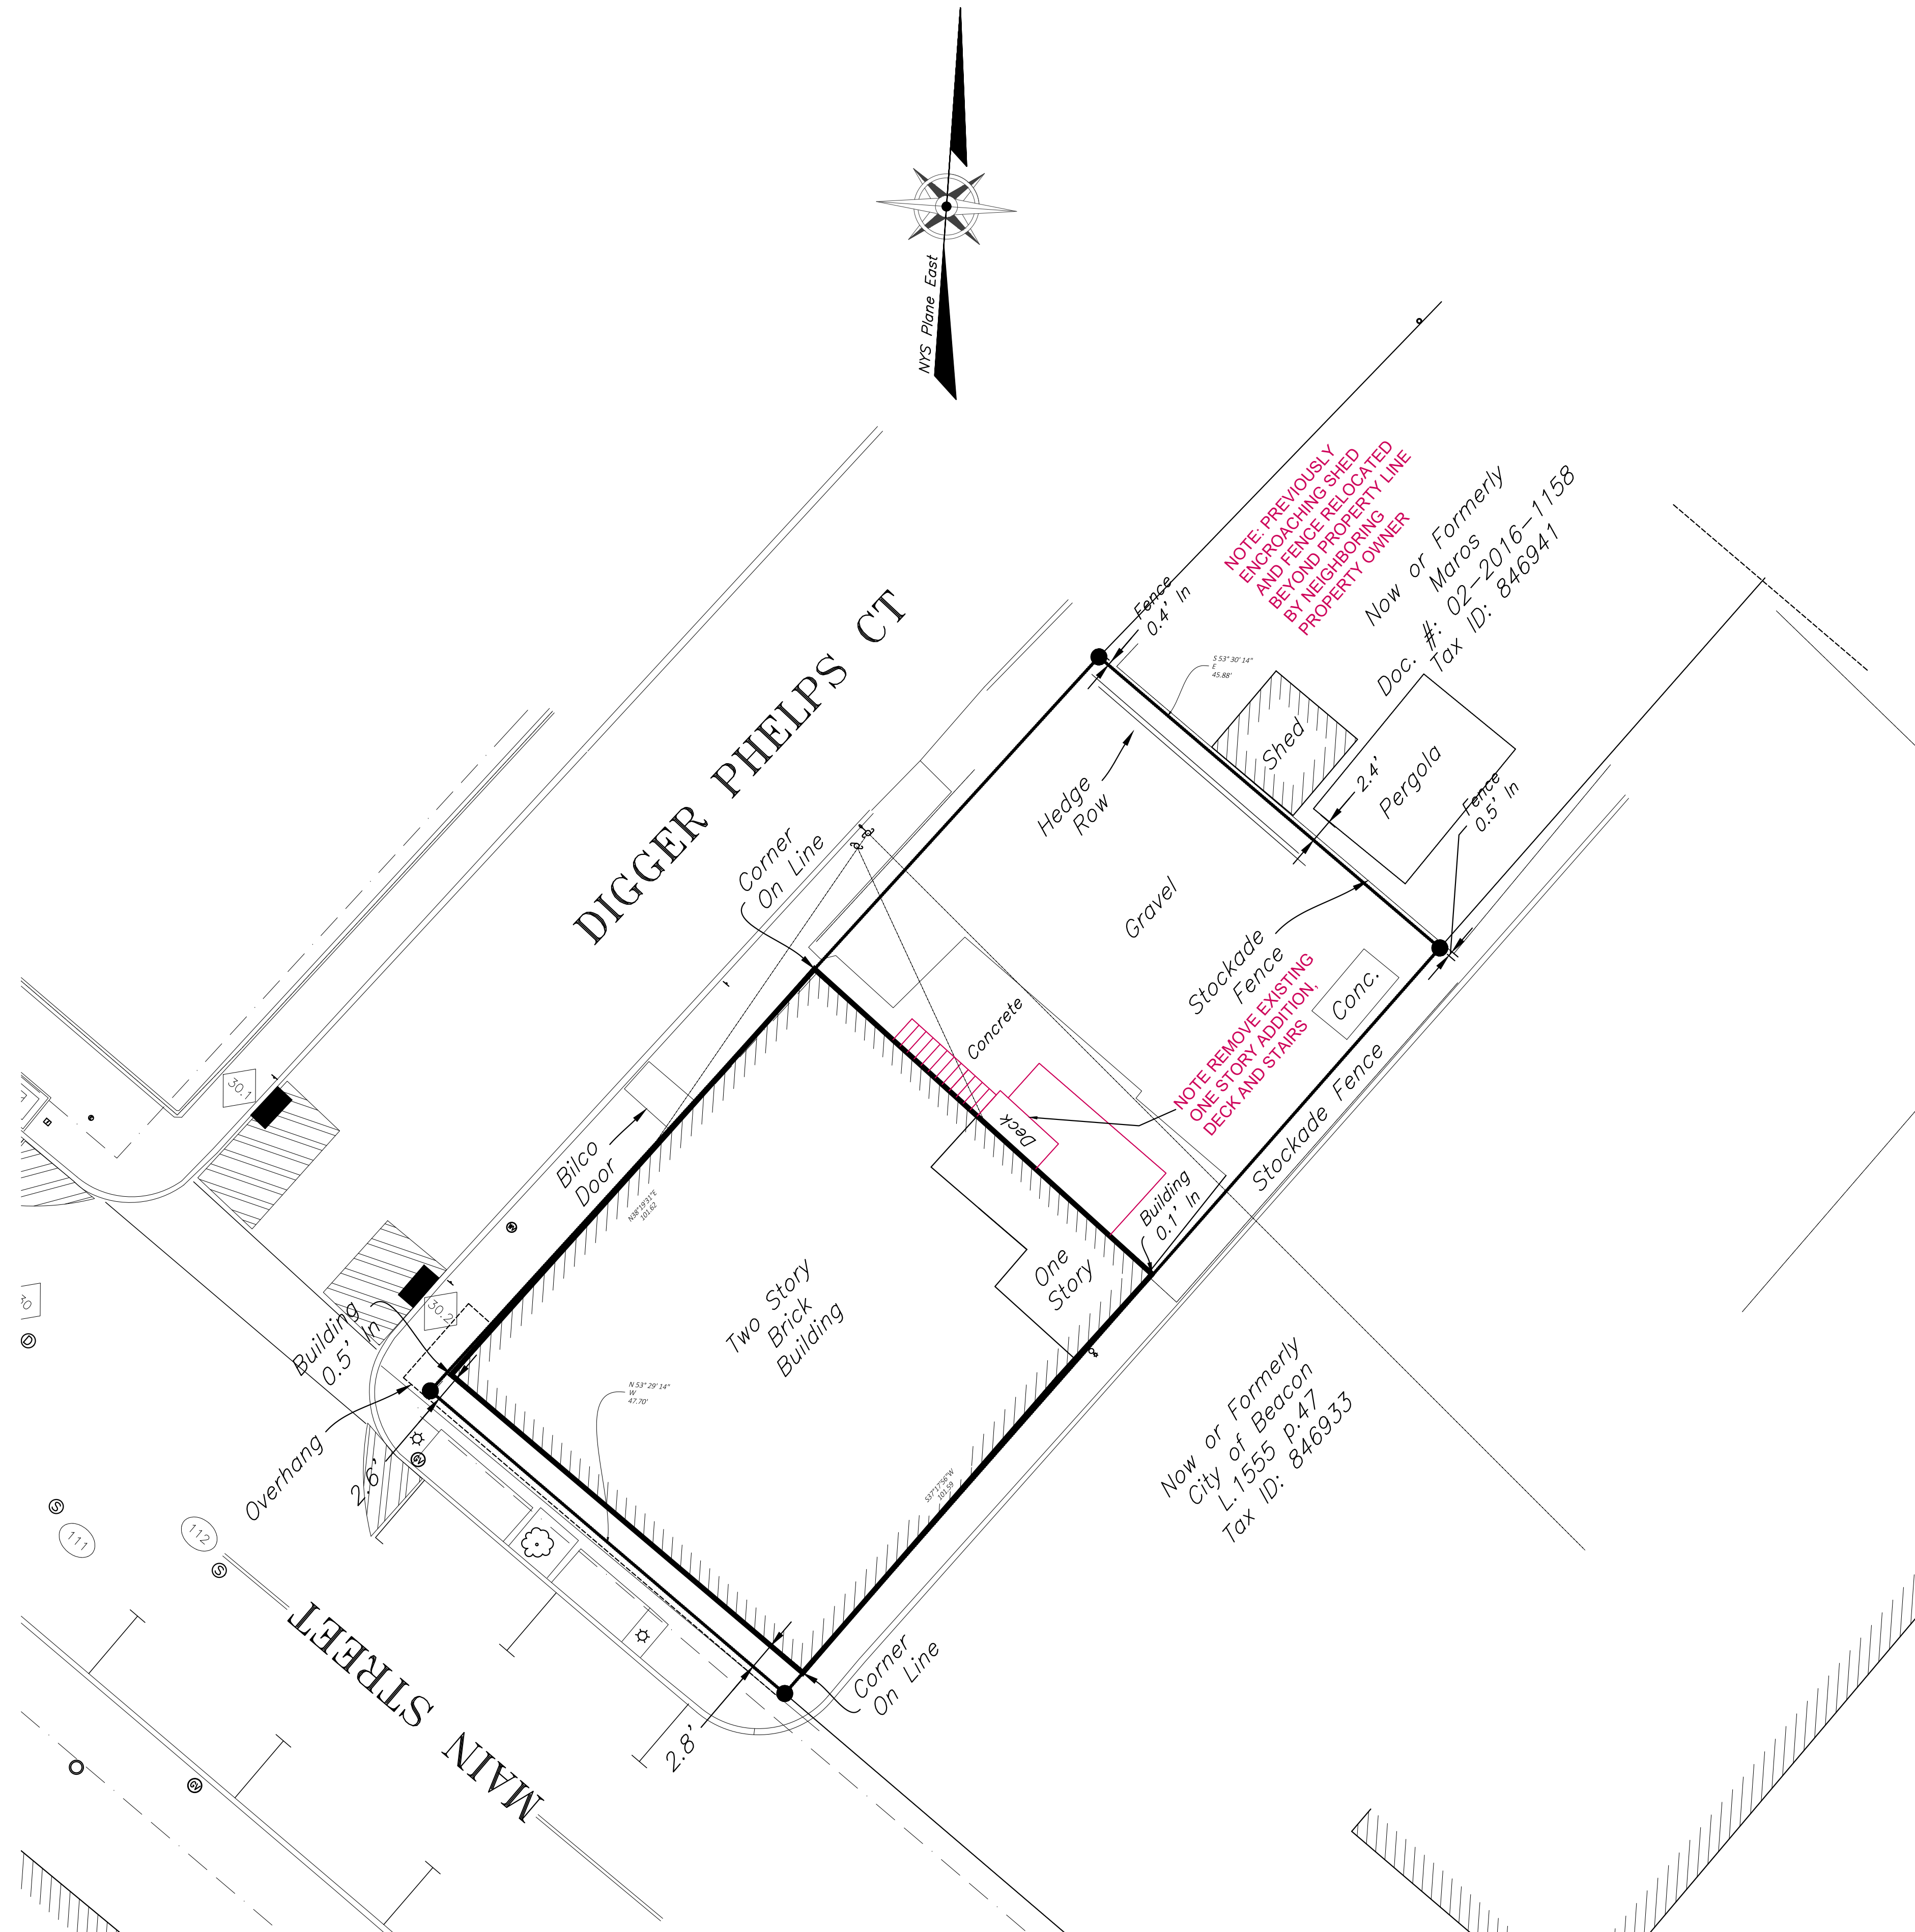 NYS Plane East
NOTE: PREVIOUSLY
ENCROACHING SHED
AND FENCE RELOCATED
BEYOND PROPERTY LINE
BY NEIGHBORING
PROPERTY OWNER
Now or Formerly
Maros
Doc. #: 02-2016-1158
Tax ID: 846941
Fence
0.4' In
S 53° 30' 14"
E
45.88'
DIGGER PHELPS CT
Shed
Pergola
2.4'
Fence
0.5' In
Hedge
Row
Corner
On Line
Gravel
Stockade
Fence
Conc.
Concrete
NOTE REMOVE EXISTING
ONE STORY ADDITION,
DECK AND STAIRS
Deck
Stockade Fence
30.1
Bilco
Door
N38°19'31"E
101.62
Building
0.1' In
One
Story
Two Story
Brick
Building
30.2
Building
0.5' In
30
D
N 53° 29' 14"
W
47.70'
Now or Formerly
City of Beacon
L.1555 p.47
Tax ID: 846933
Overhang
2.6'
GV
S37°17'56"W
101.59
S
111
112
S
MAIN STREET
Corner
On Line
2.8'
GV